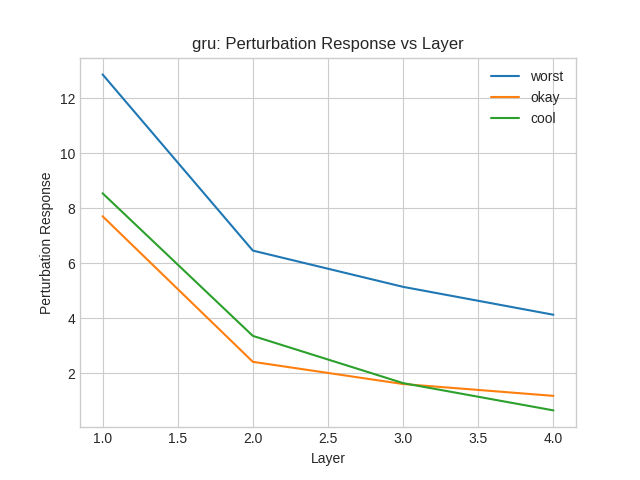 gru: Perturbation Response vs Layer
worst
okay
cool
12
10
8
6
4
2
Perturbation Response
1.0 1.5 2.0 2.5 3.0 3.5 4.0
Layer